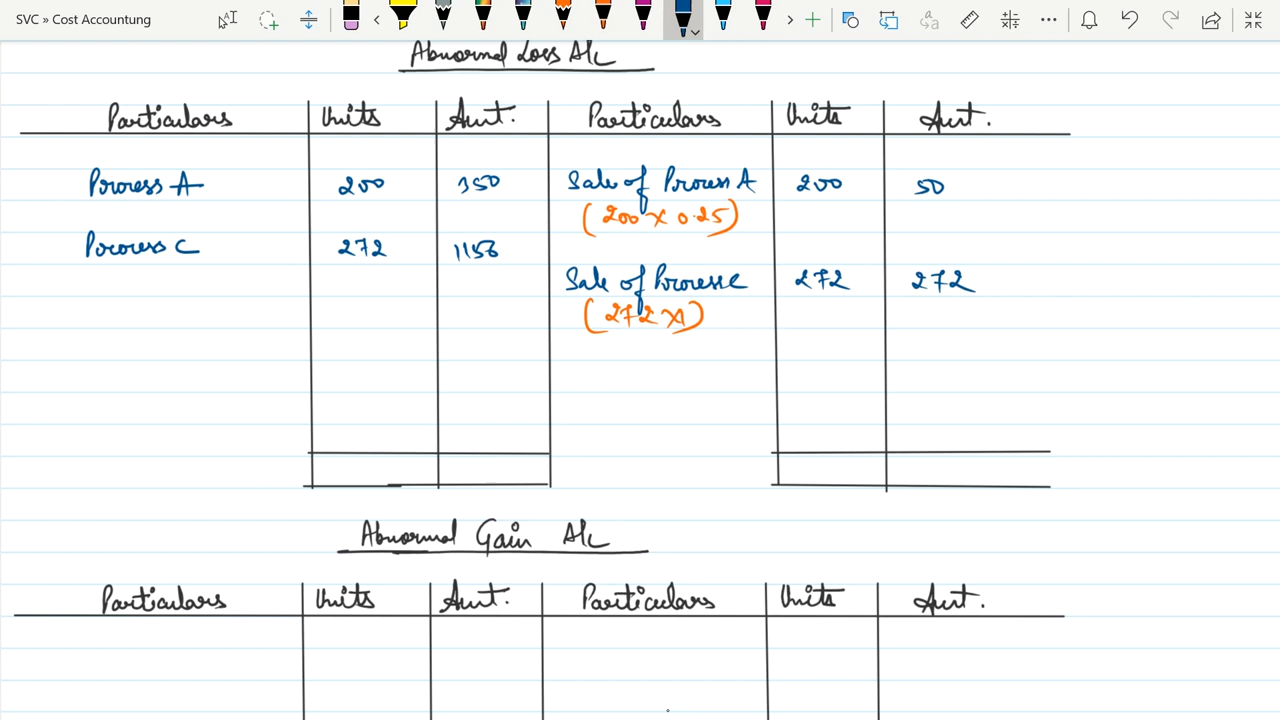 SVC » Cost Accountung
Abnormal Loss A/c
Particulars Units Amt. Particulars Units Amt.
Process A 200 350 Sale of Process A 200 50
(200 x 0.25)
Process C 272 1156
Sale of Process C 272 272
(272 x 1)
Abnormal Gain A/c
Particulars Units Amt. Particulars Units Amt.